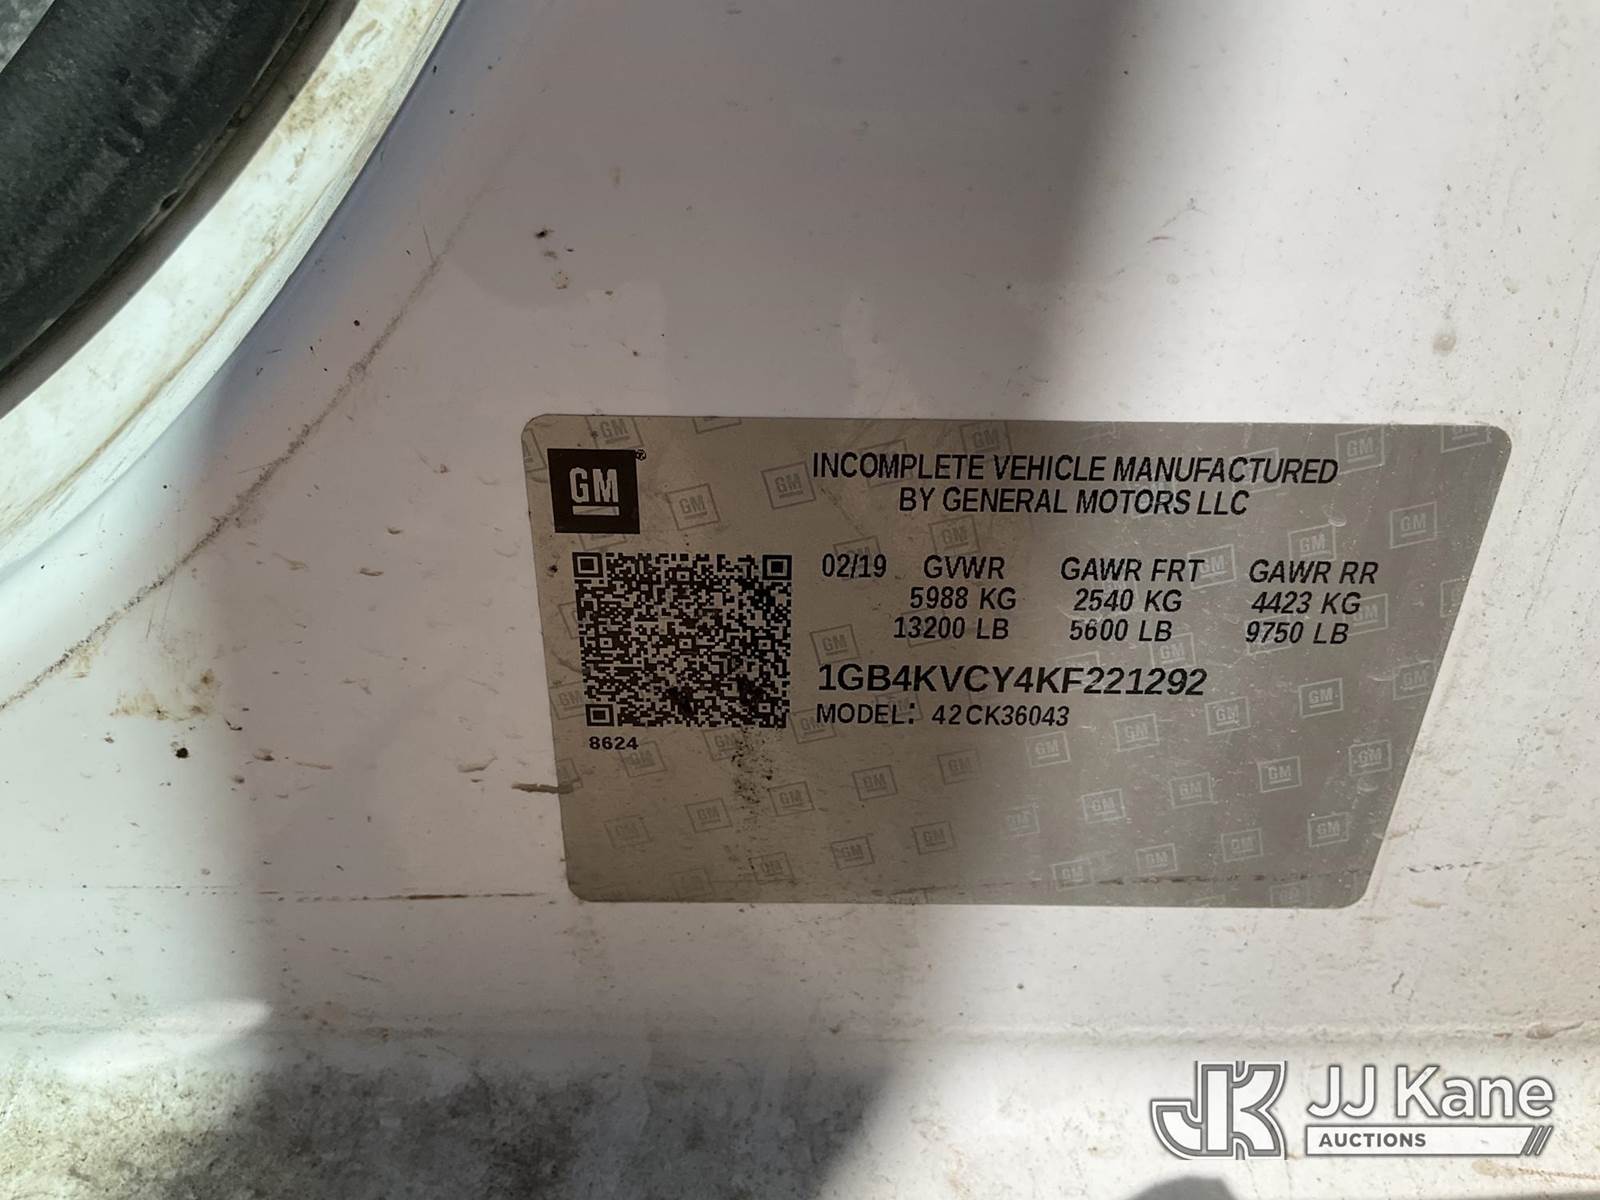 GM
INCOMPLETE VEHICLE MANUFACTURED
BY GENERAL MOTORS LLC
02/19 GVWR GAWR FRT GAWR RR
5988 KG 2540 KG 4423 KG
13200 LB 5600 LB 9750 LB
1GB4KVCY4KF221292
MODEL: 42CK36043
8624
JK JJ Kane
AUCTIONS